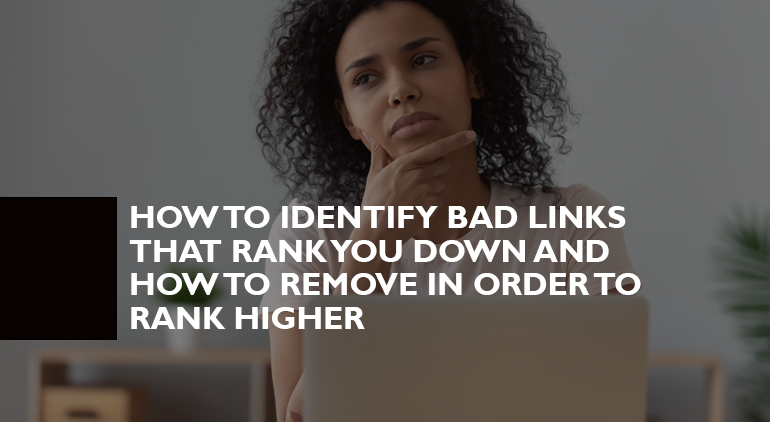 HOW TO IDENTIFY BAD LINKS
THAT RANK YOU DOWN AND
HOW TO REMOVE IN ORDER TO
RANK HIGHER